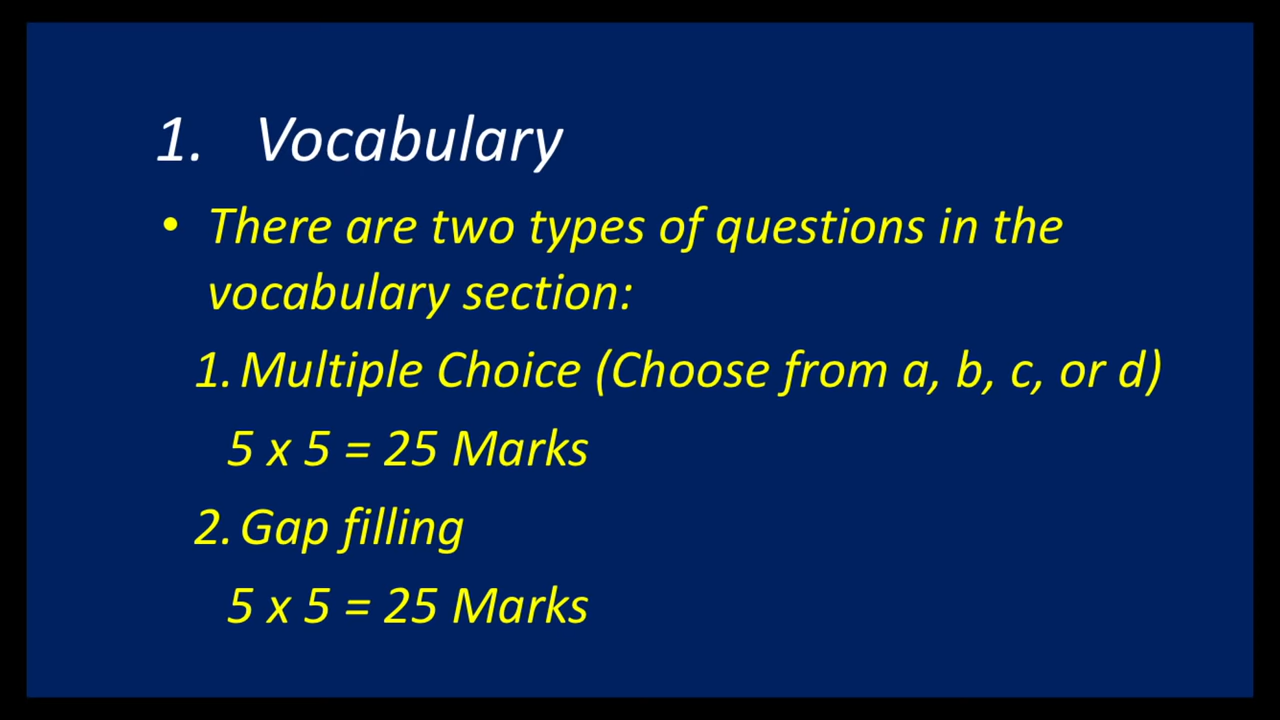 1. Vocabulary
• There are two types of questions in the
vocabulary section:
1. Multiple Choice (Choose from a, b, c, or d)
5 x 5 = 25 Marks
2. Gap filling
5 x 5 = 25 Marks